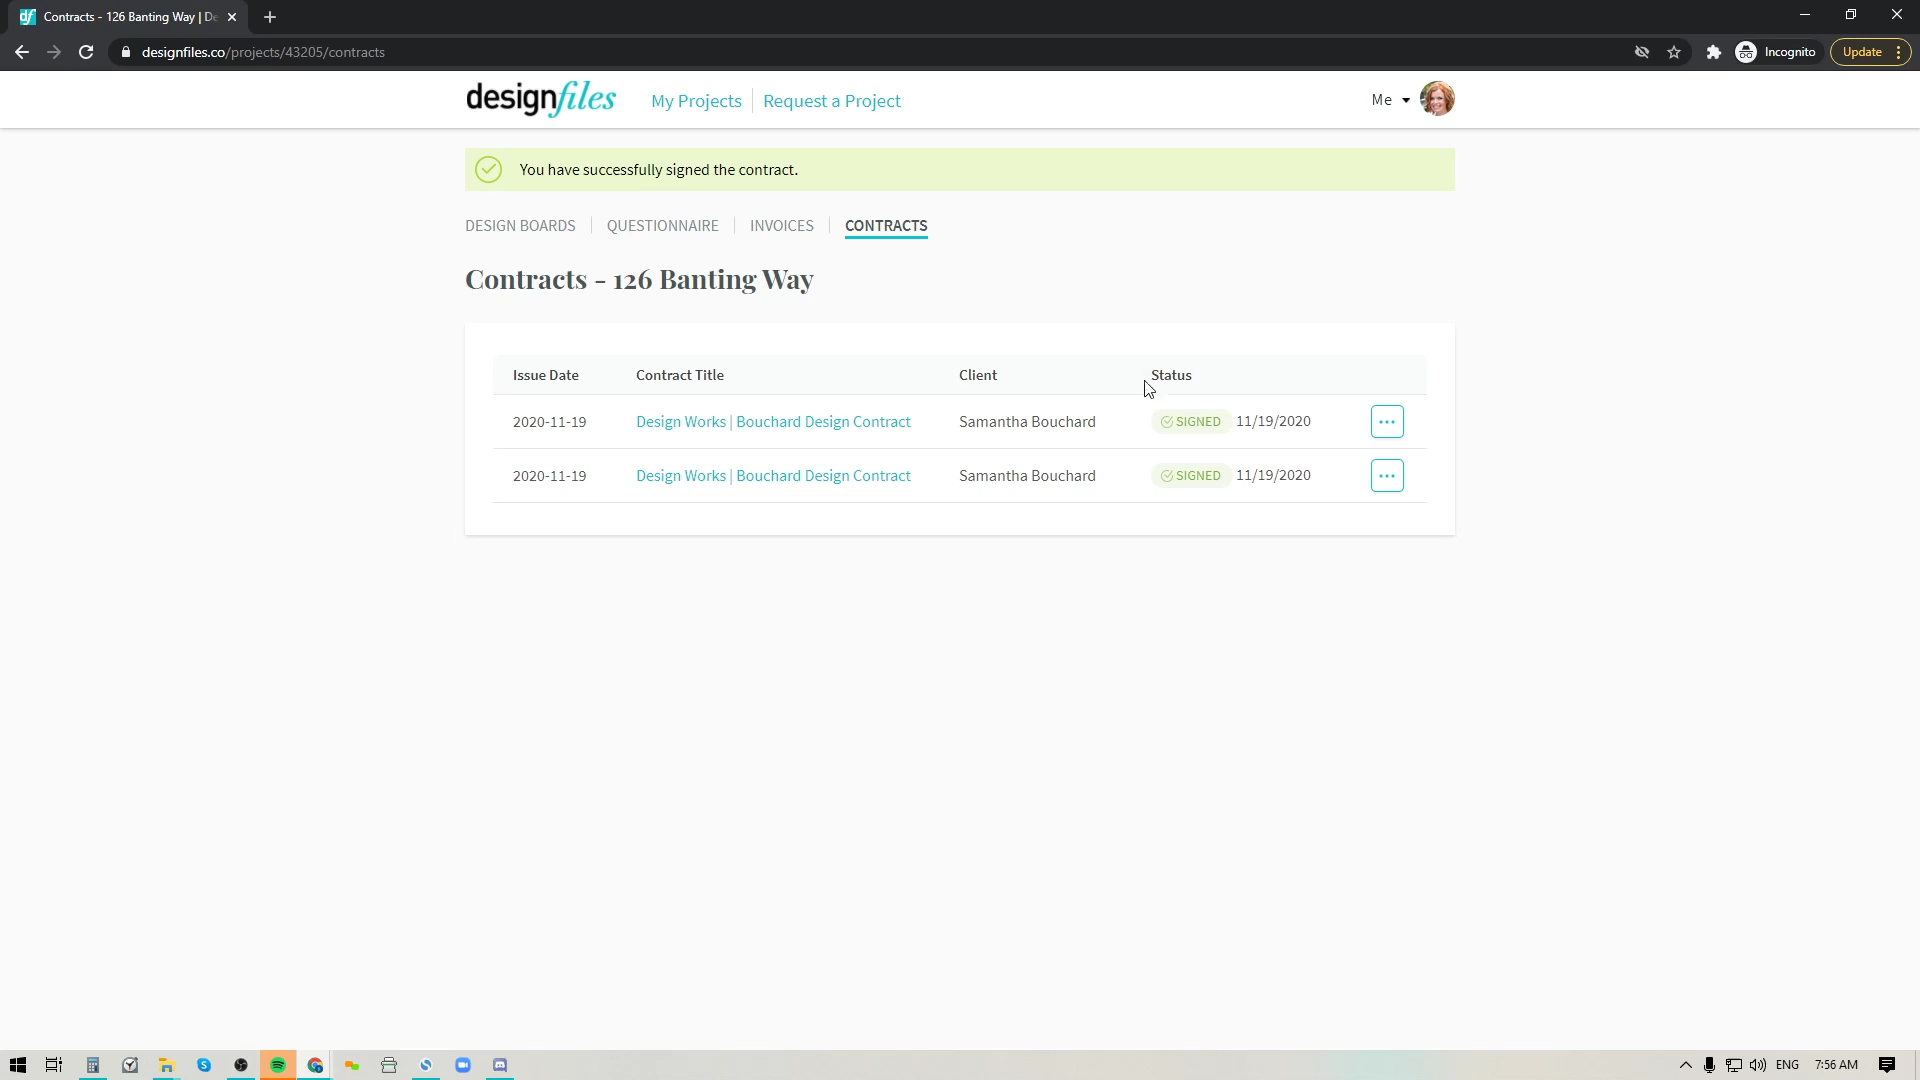 Contracts - 126 Banting Way | De
designfiles.co/projects/43205/contracts
Incognito
Update
designfiles
My Projects
Request a Project
Me
You have successfully signed the contract.
DESIGN BOARDS
QUESTIONNAIRE
INVOICES
CONTRACTS
Contracts - 126 Banting Way
Issue Date Contract Title Client Status
2020-11-19 Design Works | Bouchard Design Contract Samantha Bouchard SIGNED 11/19/2020
2020-11-19 Design Works | Bouchard Design Contract Samantha Bouchard SIGNED 11/19/2020
ENG
7:56 AM